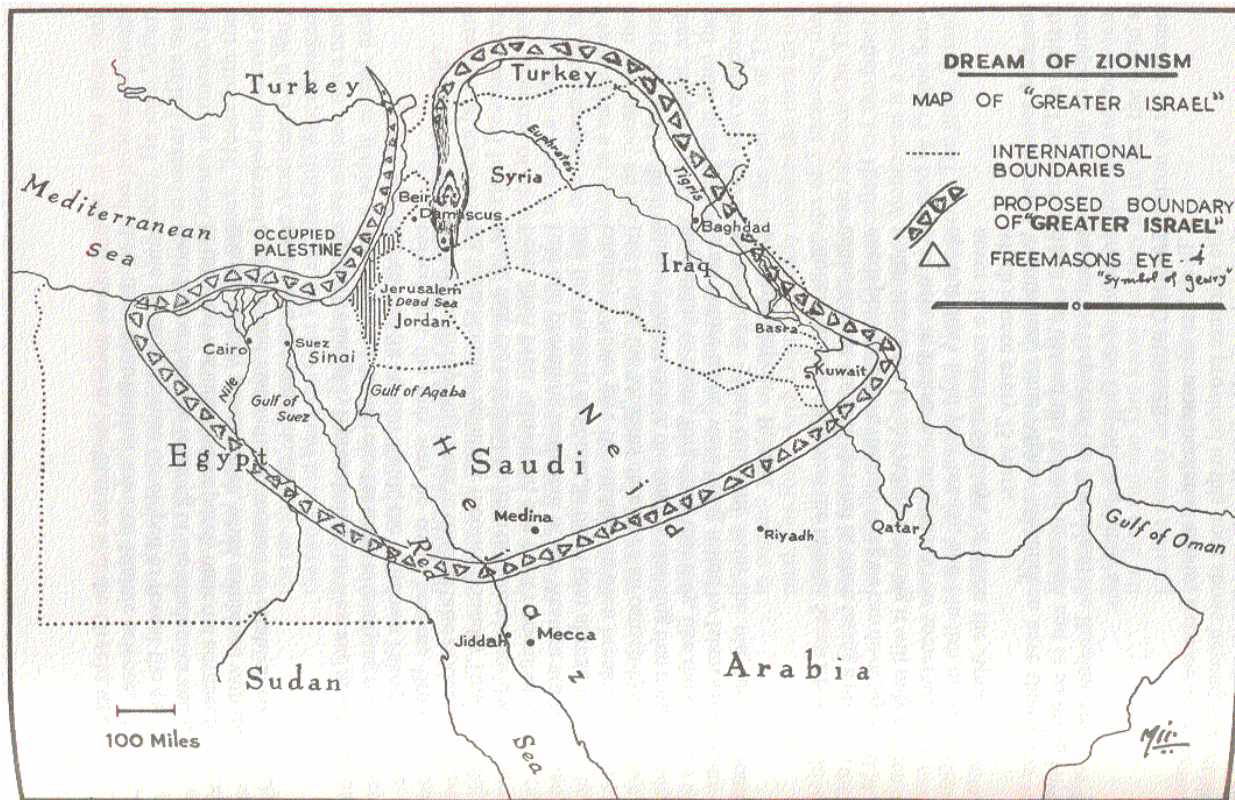 DREAM OF ZIONISM
MAP OF "GREATER ISRAEL"
INTERNATIONAL
BOUNDARIES
PROPOSED BOUNDARY
OF "GREATER ISRAEL"
FREEMASONS EYE
"Symbol of
Turkey
Turkey
Mediterranean
Sea
Euphrates
Tigris
Syria
Beirut
Damascus
Baghdad
OCCUPIED
PALESTINE
Iraq
Jerusalem
Dead Sea
Jordan
Basra
Cairo
Suez
Sinai
Kuwait
Nile
Gulf of Aqaba
Gulf of
Suez
Egypt
Saudi
Nejd
Hejaz
Medina
Riyadh
Qatar
Gulf of Oman
Red
Jiddah
Mecca
Arabia
Sudan
Sea
100 Miles